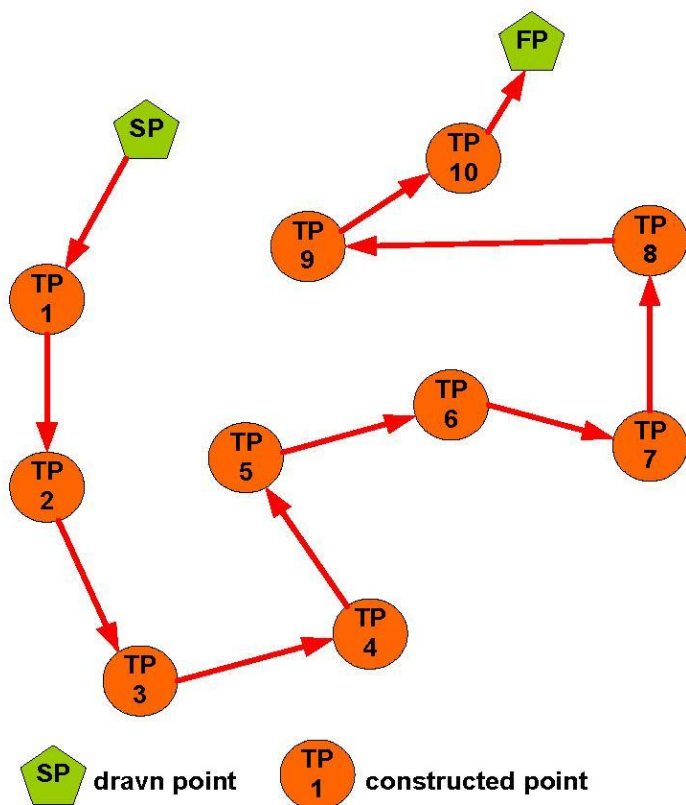 FP
SP
TP
10
TP
8
TP
9
TP
1
TP
6
TP
5
TP
7
TP
2
TP
4
TP
3
SP dravn point
TP
1 constructed point